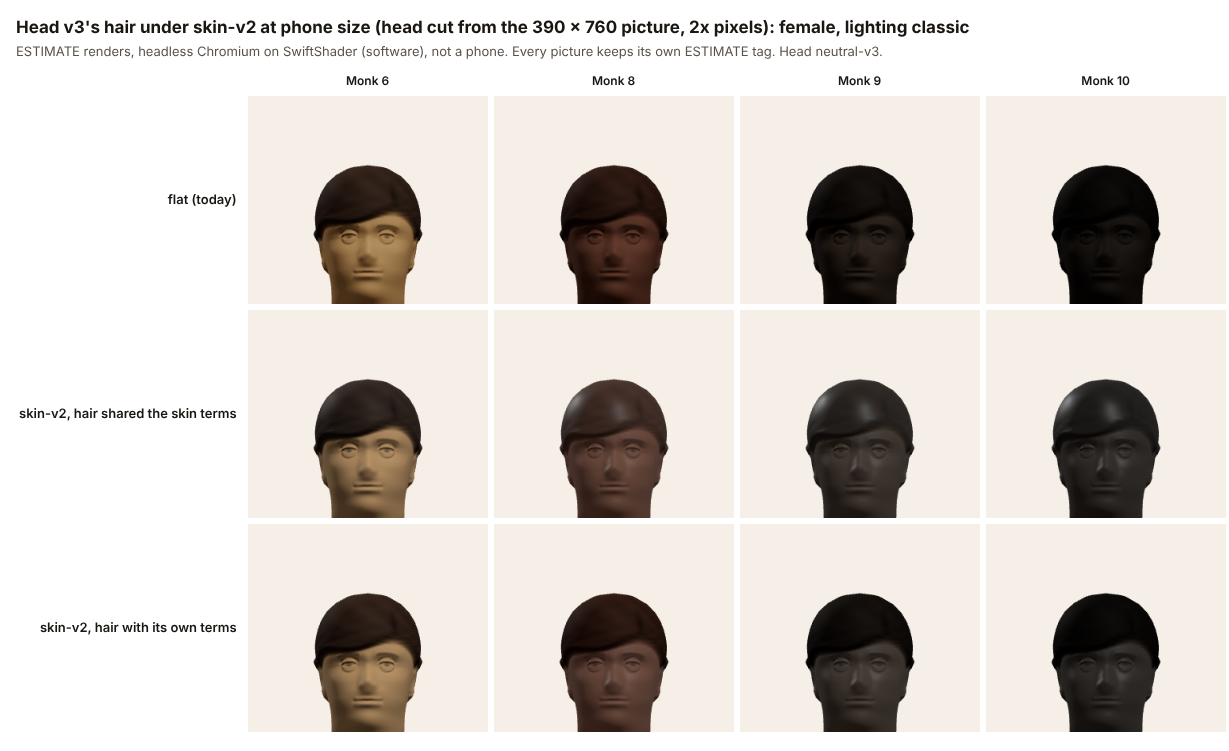 Head v3's hair under skin-v2 at phone size (head cut from the 390 × 760 picture, 2x pixels): female, lighting classic
ESTIMATE renders, headless Chromium on SwiftShader (software), not a phone. Every picture keeps its own ESTIMATE tag. Head neutral-v3.
Monk 6 Monk 8 Monk 9 Monk 10
flat (today)
skin-v2, hair shared the skin terms
skin-v2, hair with its own terms